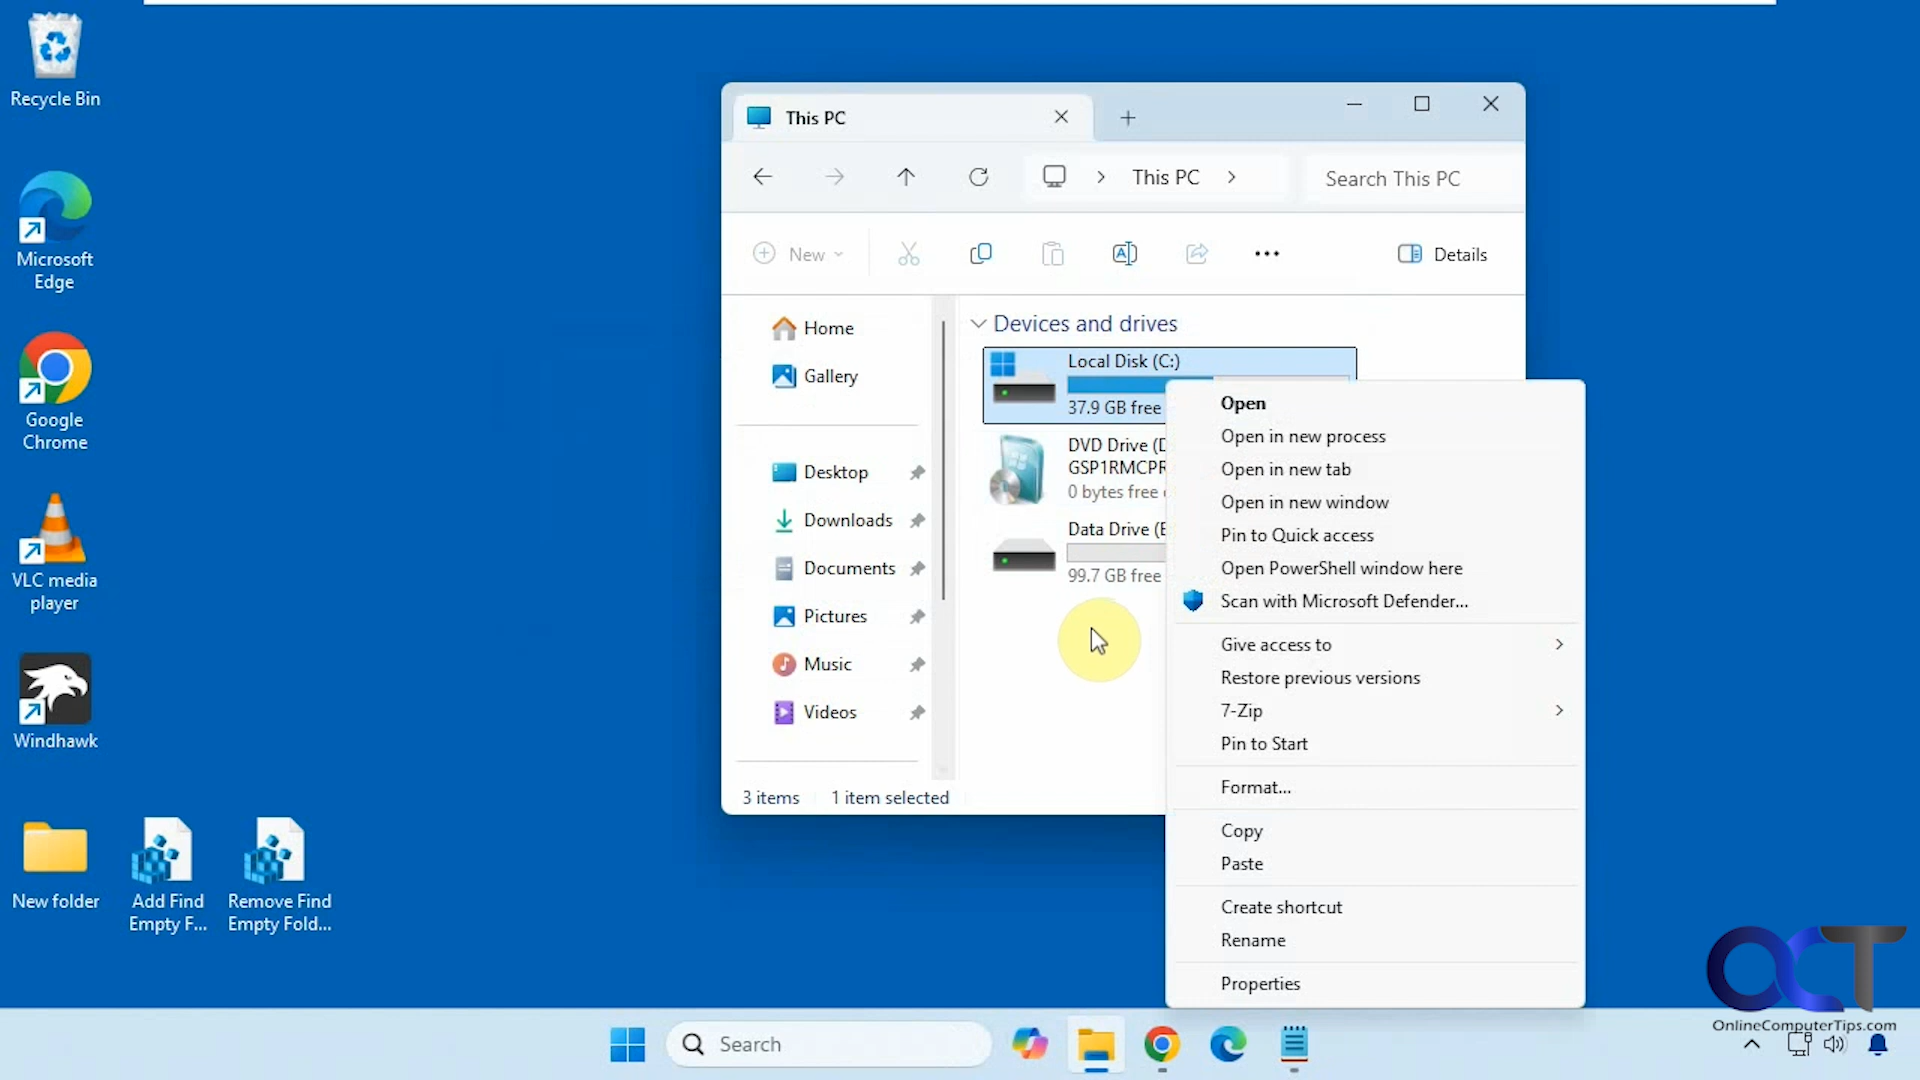 Recycle Bin
Microsoft
Edge
Google
Chrome
VLC media
player
Windhawk
New folder
Add Find
Empty F...
Remove Find
Empty Fold...
This PC
This PC
Search This PC
New
Details
Home
Gallery
Desktop
Downloads
Documents
Pictures
Music
Videos
Devices and drives
Local Disk (C:)
37.9 GB free
DVD Drive (D
GSP1RMCPR
0 bytes free
Data Drive (E
99.7 GB free
3 items
1 item selected
Open
Open in new process
Open in new tab
Open in new window
Pin to Quick access
Open PowerShell window here
Scan with Microsoft Defender...
Give access to
Restore previous versions
7-Zip
Pin to Start
Format...
Copy
Paste
Create shortcut
Rename
Properties
OCT
OnlineComputerTips.com
Search